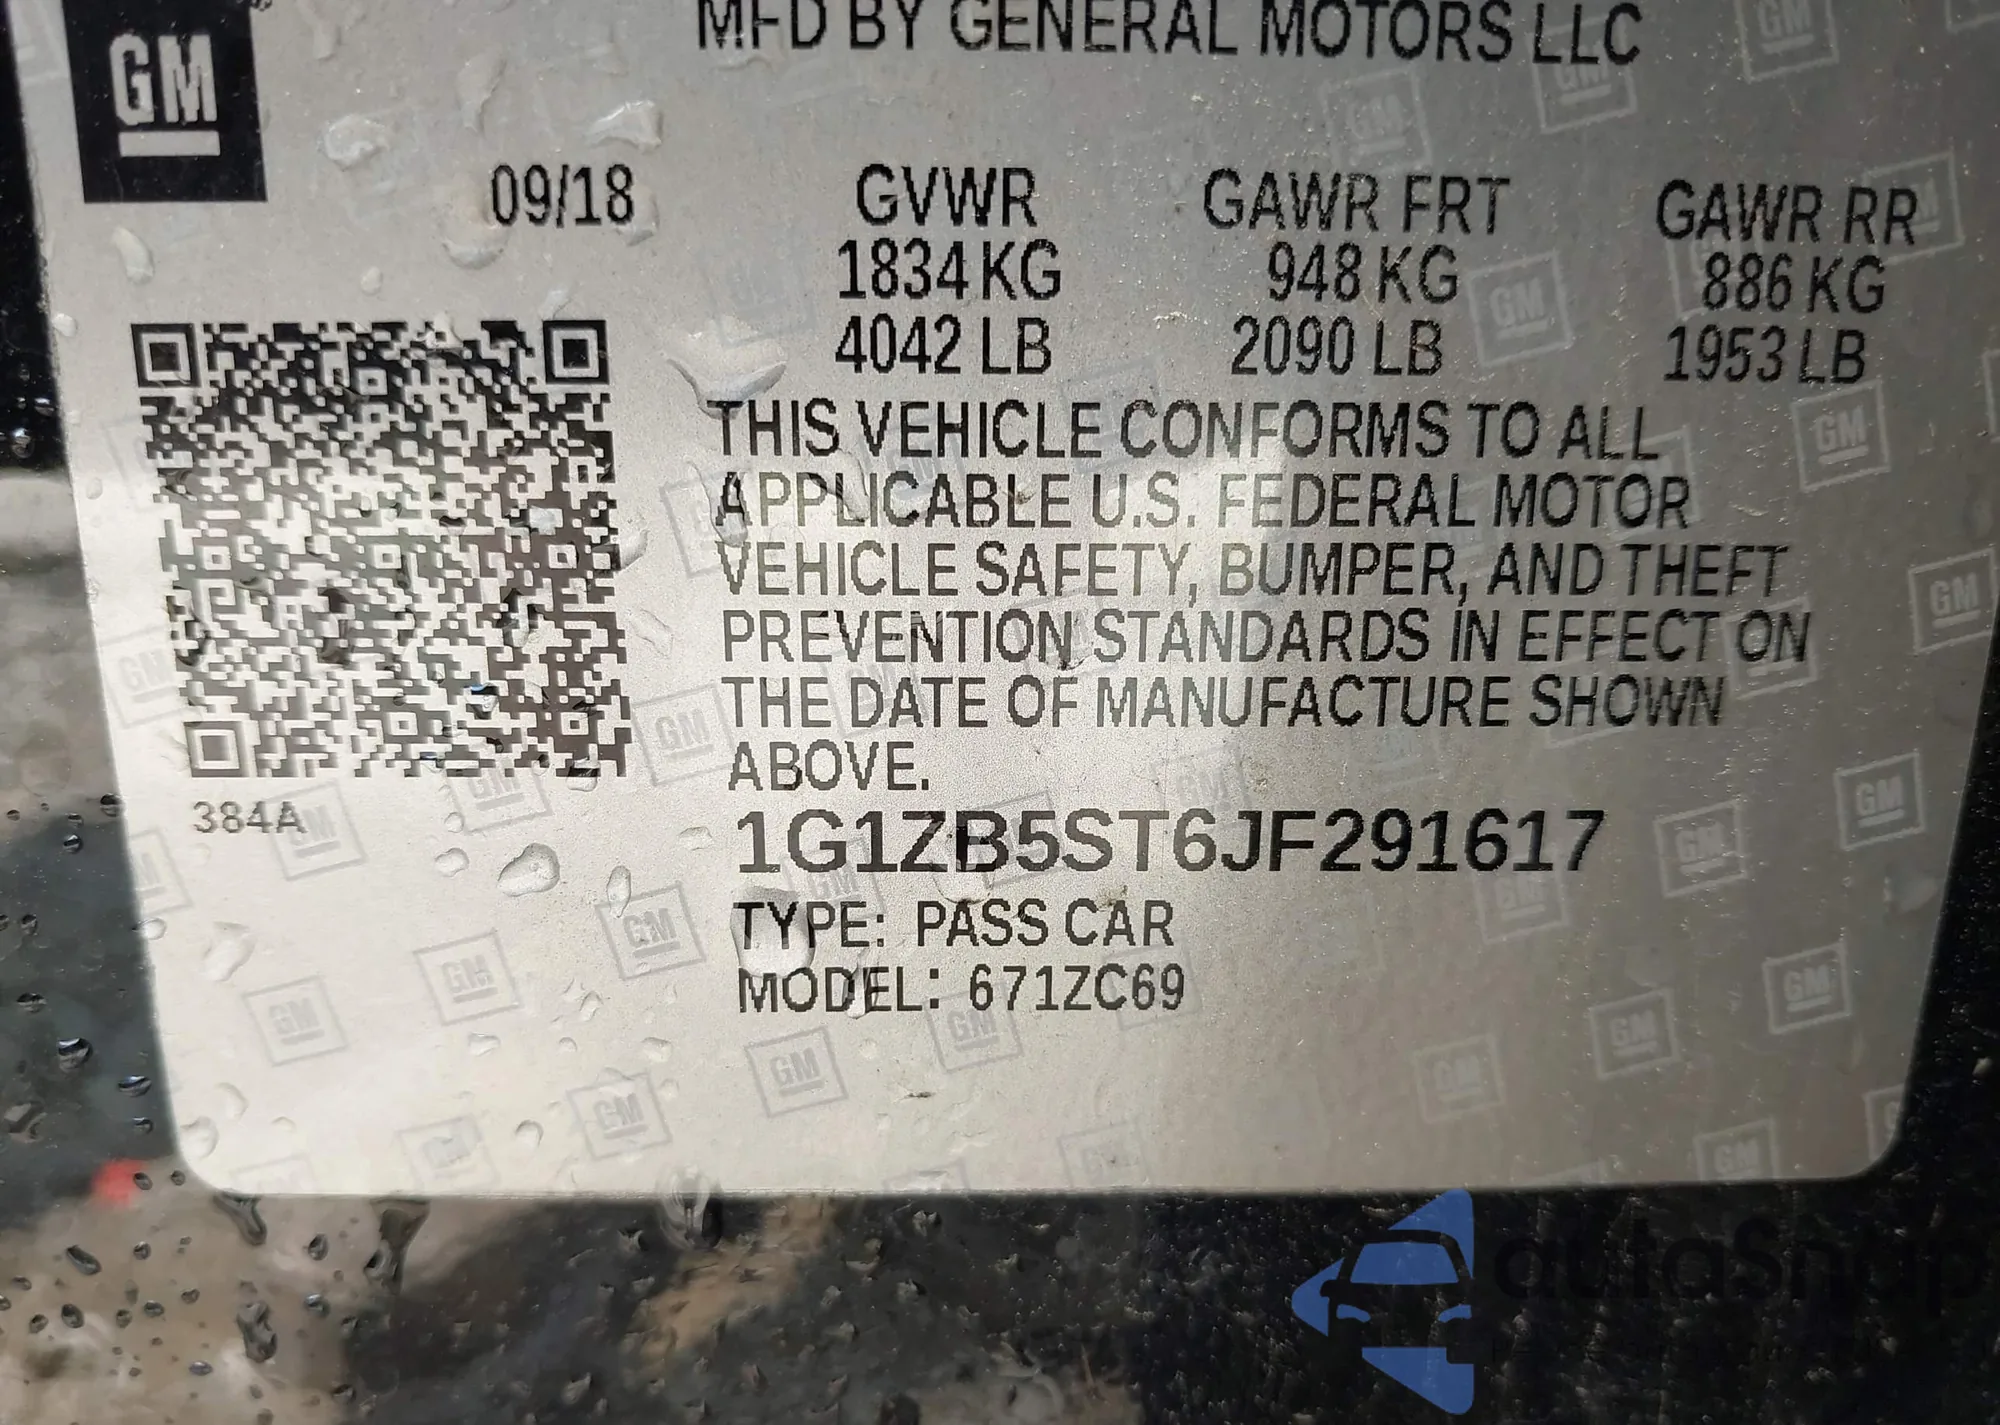 MFD BY GENERAL MOTORS LLC
GM
09/18 GVWR GAWR FRT GAWR RR
1834 KG 948 KG 886 KG
4042 LB 2090 LB 1953 LB
THIS VEHICLE CONFORMS TO ALL
APPLICABLE U.S. FEDERAL MOTOR
VEHICLE SAFETY, BUMPER, AND THEFT
PREVENTION STANDARDS IN EFFECT ON
THE DATE OF MANUFACTURE SHOWN
ABOVE.
384A
1G1ZB5ST6JF291617
TYPE: PASS CAR
MODEL: 671ZC69
autaSnap